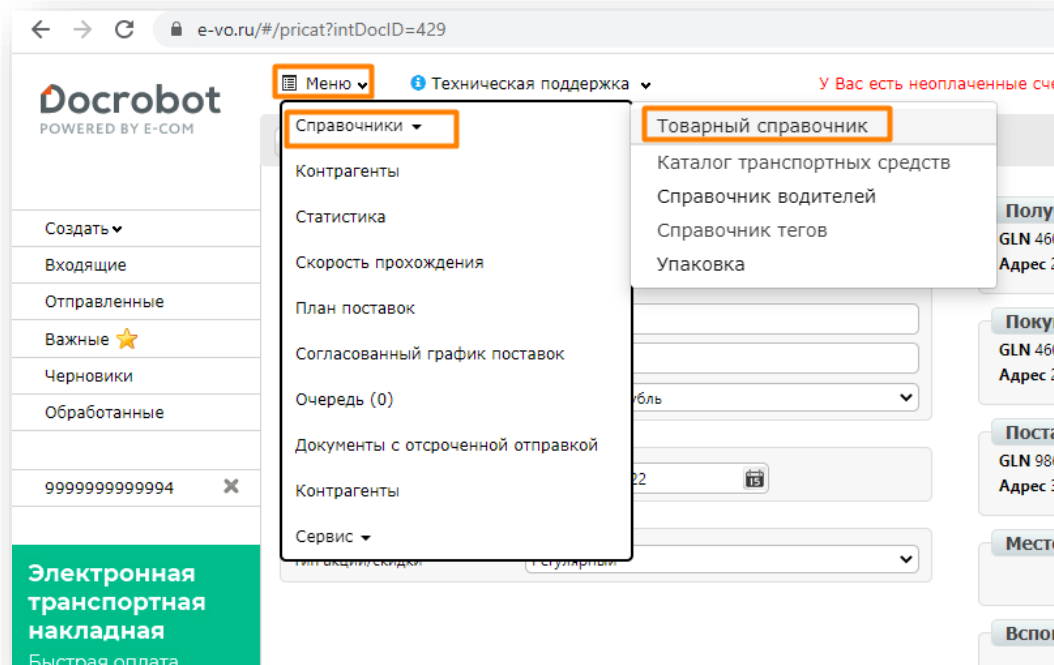 e-vo.ru/#/pricat?intDocID=429
Docrobot
POWERED BY E-COM
Меню
Техническая поддержка
У Вас есть неоплаченные
Справочники
Контрагенты
Статистика
Скорость прохождения
План поставок
Согласованный график поставок
Очередь (0)
Документы с отсроченной отправкой
Контрагенты
Сервис
Товарный справочник
Каталог транспортных средств
Справочник водителей
Справочник тегов
Упаковка
Создать
Входящие
Отправленные
Важные
Черновики
Обработанные
9999999999994
Электронная
транспортная
накладная
Быстрая оплата
15
Регулярный
GLN
Адрес
GLN
Адрес
GLN
Адрес